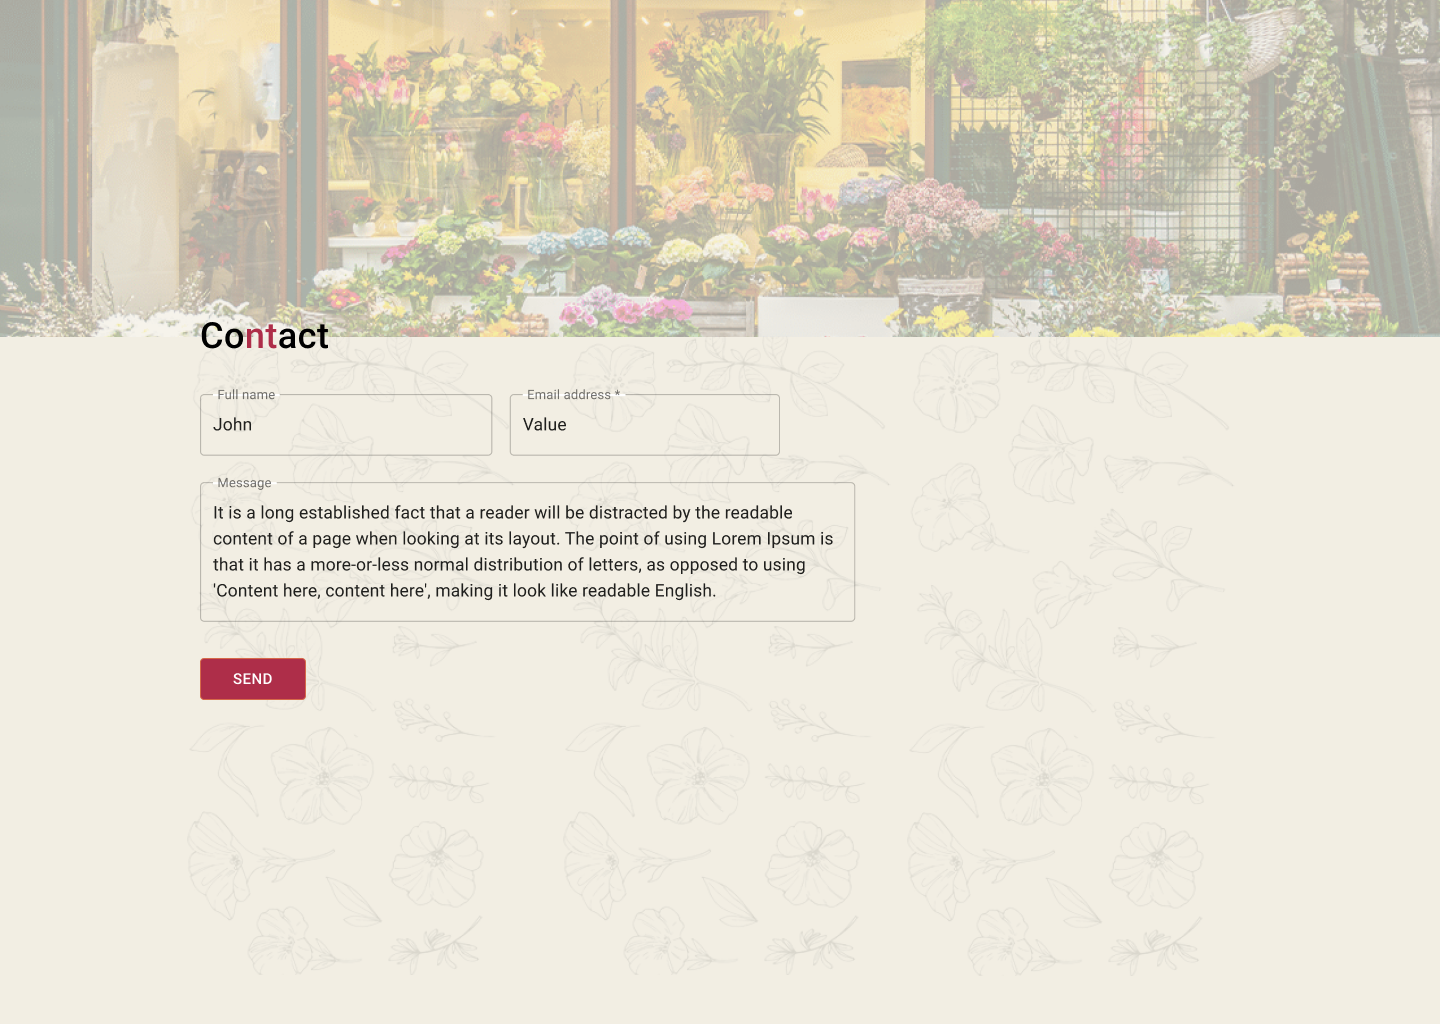 Contact
Full name
John
Email address *
Value
Message
It is a long established fact that a reader will be distracted by the readable
content of a page when looking at its layout. The point of using Lorem Ipsum is
that it has a more-or-less normal distribution of letters, as opposed to using
'Content here, content here', making it look like readable English.
SEND